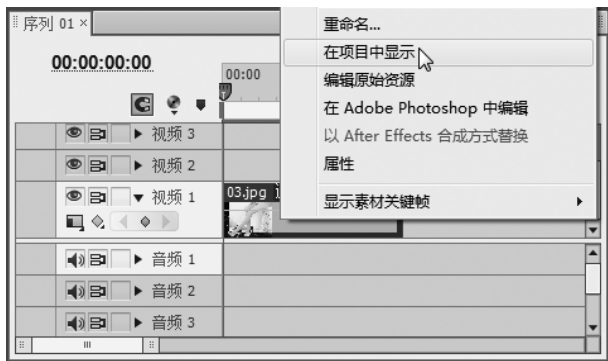 序列 01 ×
00:00:00:00
00:00
重命名...
在项目中显示
编辑原始资源
在 Adobe Photoshop 中编辑
以 After Effects 合成方式替换
属性
显示素材关键帧
视频 3
视频 2
视频 1
03.jpg
音频 1
音频 2
音频 3